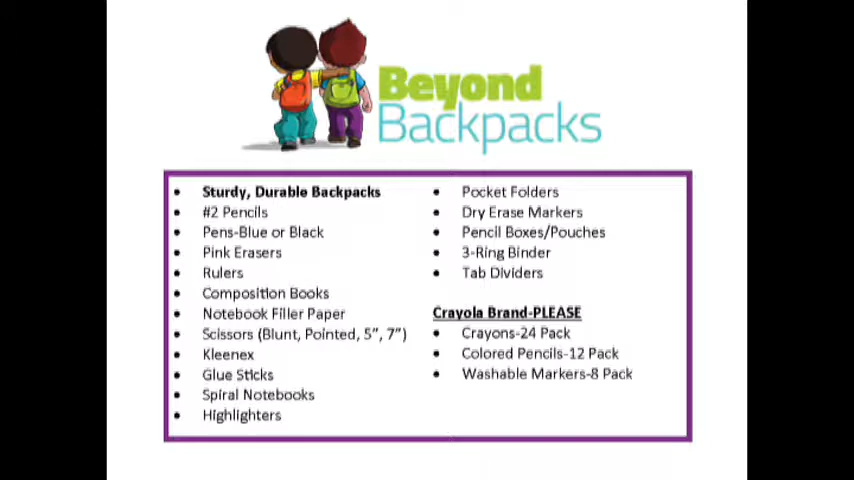 Beyond
Backpacks
• Sturdy, Durable Backpacks
• #2 Pencils
• Pens-Blue or Black
• Pink Erasers
• Rulers
• Composition Books
• Notebook Filler Paper
• Scissors (Blunt, Pointed, 5”, 7”)
• Kleenex
• Glue Sticks
• Spiral Notebooks
• Highlighters
• Pocket Folders
• Dry Erase Markers
• Pencil Boxes/Pouches
• 3-Ring Binder
• Tab Dividers
Crayola Brand-PLEASE
• Crayons-24 Pack
• Colored Pencils-12 Pack
• Washable Markers-8 Pack